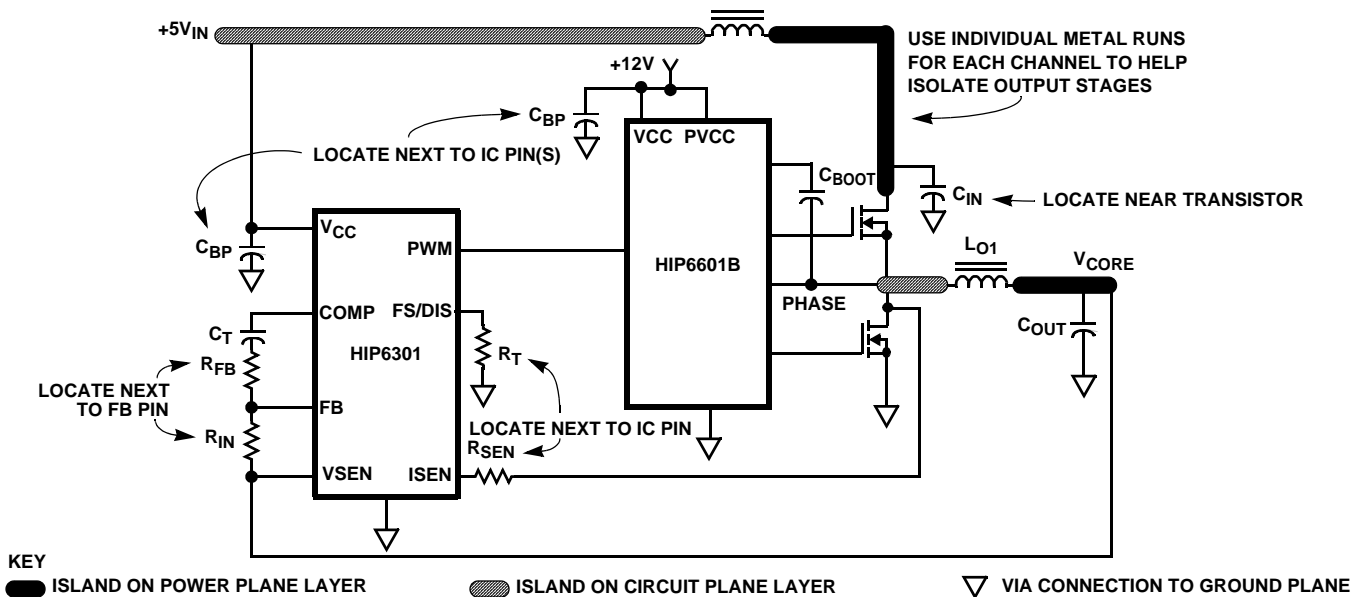 +5VIN
USE INDIVIDUAL METAL RUNS
FOR EACH CHANNEL TO HELP
ISOLATE OUTPUT STAGES
+12V
CBP
VCC PVCC
LOCATE NEXT TO IC PIN(S)
CBOOT
CIN
LOCATE NEAR TRANSISTOR
CBP
VCC
PWM
HIP6601B
LO1
VCORE
PHASE
COMP
FS/DIS
CT
HIP6301
RT
COUT
RFB
LOCATE NEXT
TO FB PIN
FB
RIN
LOCATE NEXT TO IC PIN
RSEN
VSEN
ISEN
KEY
ISLAND ON POWER PLANE LAYER
ISLAND ON CIRCUIT PLANE LAYER
VIA CONNECTION TO GROUND PLANE